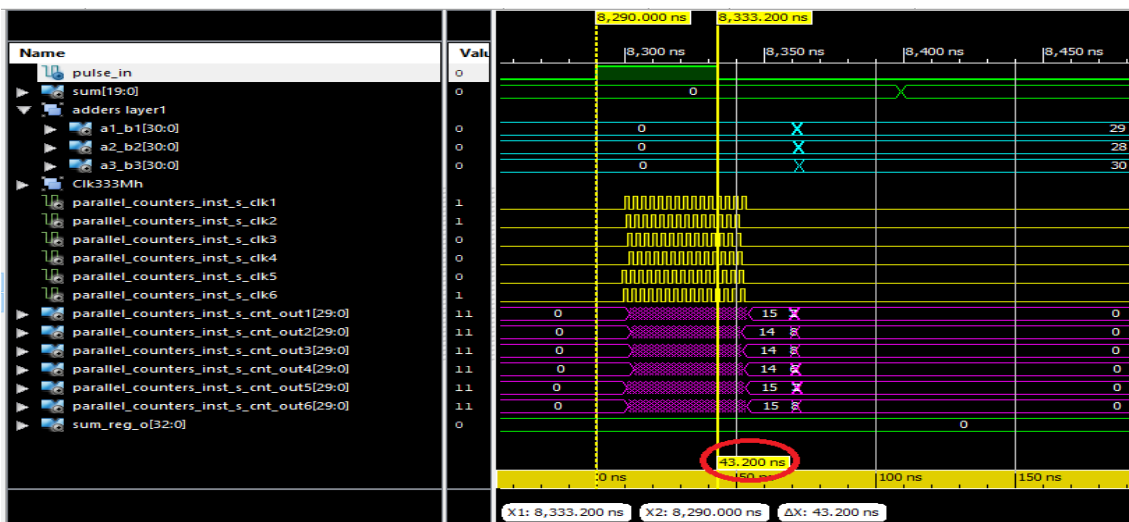 8,290.000 ns 8,333.200 ns
Name Valu 8,300 ns 8,350 ns 8,400 ns 8,450 ns
pulse_in 0
sum[19:0] 0 0
adders layer1
a1_b1[30:0] 0 0 29
a2_b2[30:0] 0 0 28
a3_b3[30:0] 0 0 30
Clk333Mh
parallel_counters_inst_s_clk1 1
parallel_counters_inst_s_clk2 1
parallel_counters_inst_s_clk3 0
parallel_counters_inst_s_clk4 0
parallel_counters_inst_s_clk5 0
parallel_counters_inst_s_clk6 1
parallel_counters_inst_s_cnt_out1[29:0] 11 0 15 0
parallel_counters_inst_s_cnt_out2[29:0] 11 0 14 0
parallel_counters_inst_s_cnt_out3[29:0] 11 0 14 0
parallel_counters_inst_s_cnt_out4[29:0] 11 0 14 0
parallel_counters_inst_s_cnt_out5[29:0] 11 0 15 0
parallel_counters_inst_s_cnt_out6[29:0] 11 0 15 0
sum_reg_o[32:0] 0 0
43.200 ns
0 ns 50 ns 100 ns 150 ns
X1: 8,333.200 ns X2: 8,290.000 ns ΔX: 43.200 ns